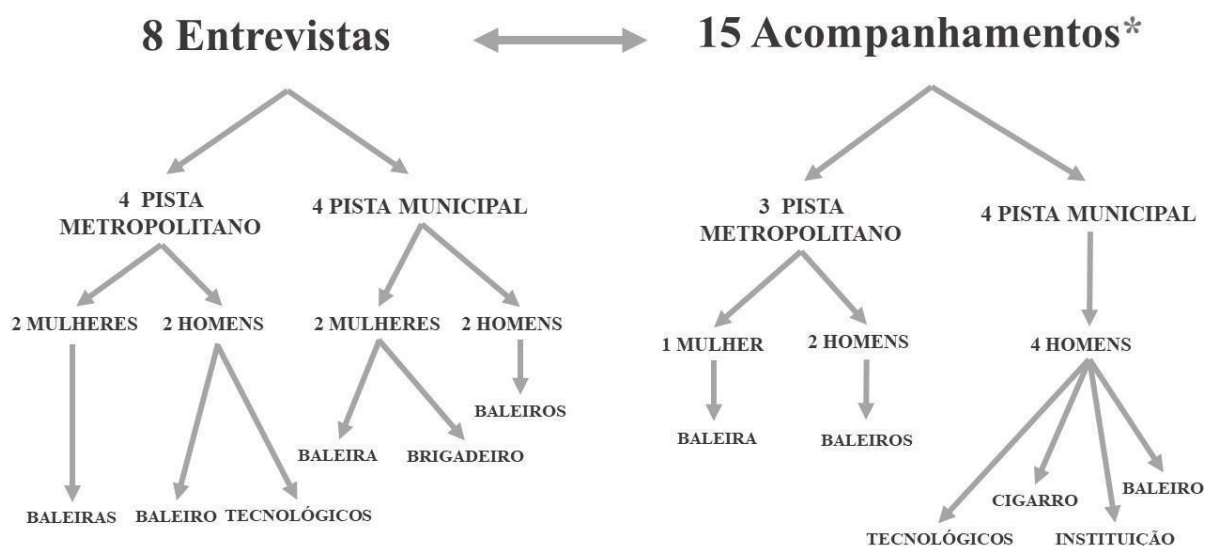 8 Entrevistas
15 Acompanhamentos*
4 PISTA
METROPOLITANO
4 PISTA MUNICIPAL
2 MULHERES
2 HOMENS
2 MULHERES
2 HOMENS
BALEIRAS
BALEIRO
TECNOLÓGICOS
BALEIRA
BRIGADEIRO
BALEIROS
3 PISTA
METROPOLITANO
4 PISTA MUNICIPAL
1 MULHER
2 HOMENS
4 HOMENS
BALEIRA
BALEIROS
TECNOLÓGICOS
CIGARRO
INSTITUIÇÃO
BALEIRO